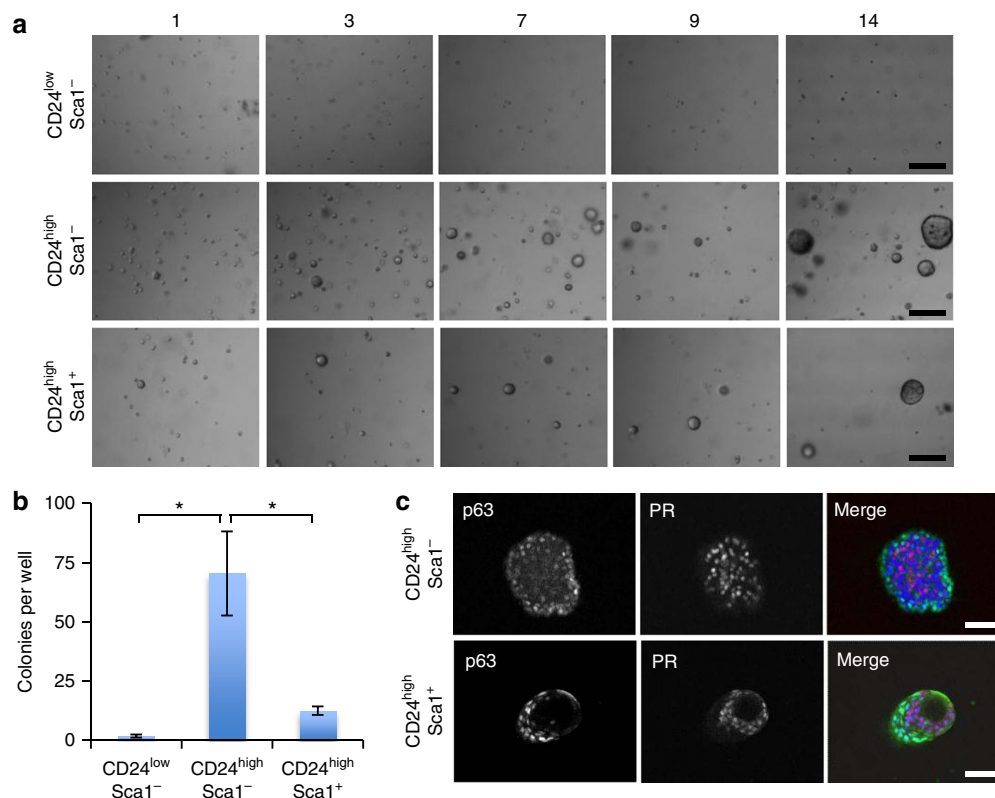 a
1 3 7 9 14
CD24low
Sca1−
CD24high
Sca1−
CD24high
Sca1+
b
100
75
50
25
0
Colonies per well
* *
CD24low CD24high CD24high
Sca1− Sca1− Sca1+
c
CD24high
Sca1−
p63 PR Merge
CD24high
Sca1+
p63 PR Merge